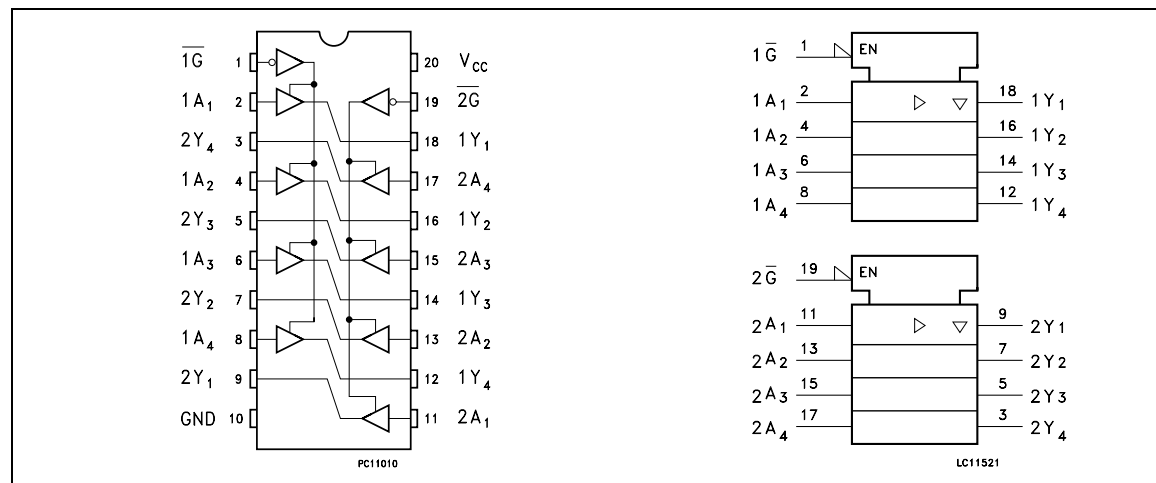 1G̅ 1 20 VCC
1A1 2 19 2G̅
2Y4 3 18 1Y1
1A2 4 17 2A4
2Y3 5 16 1Y2
1A3 6 15 2A3
2Y2 7 14 1Y3
1A4 8 13 2A2
2Y1 9 12 1Y4
GND 10 11 2A1
PC11010
1G̅ 1 EN
1A1 2 18 1Y1
1A2 4 16 1Y2
1A3 6 14 1Y3
1A4 8 12 1Y4
2G̅ 19 EN
2A1 11 9 2Y1
2A2 13 7 2Y2
2A3 15 5 2Y3
2A4 17 3 2Y4
LC11521